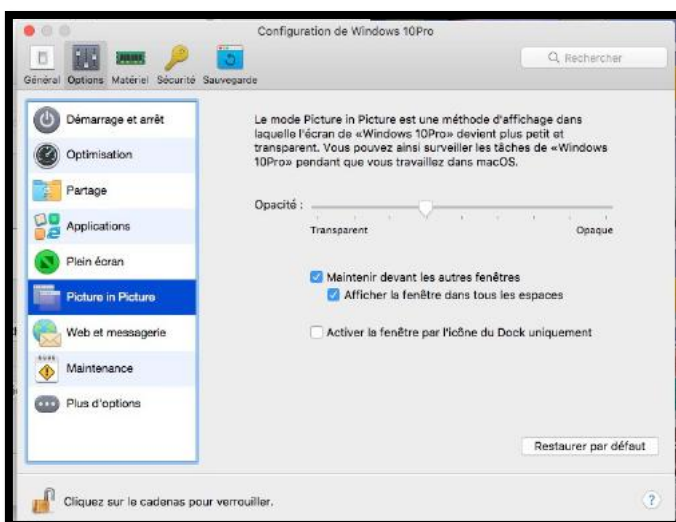 Configuration de Windows 10Pro
Général Options Matériel Sécurité Sauvegarde
Rechercher
Démarrage et arrêt
Optimisation
Partage
Applications
Plein écran
Picture in Picture
Web et messagerie
Maintenance
Plus d'options
Le mode Picture in Picture est une méthode d'affichage dans
laquelle l'écran de «Windows 10Pro» devient plus petit et
transparent. Vous pouvez ainsi surveiller les tâches de «Windows
10Pro» pendant que vous travaillez dans macOS.
Opacité :
Transparent Opaque
Maintenir devant les autres fenêtres
Afficher la fenêtre dans tous les espaces
Activer la fenêtre par l'icône du Dock uniquement
Restaurer par défaut
Cliquez sur le cadenas pour verrouiller.
?